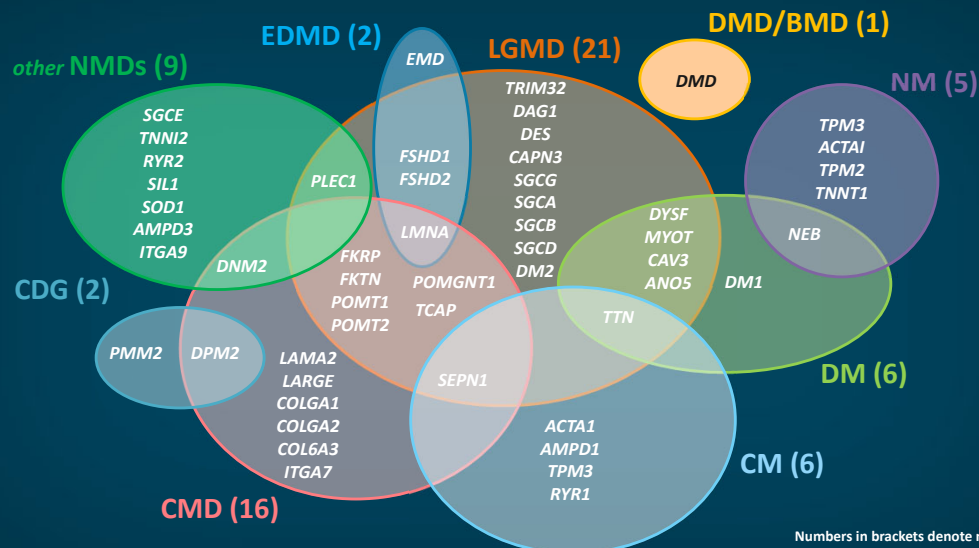 DMD/BMD (1)
EDMD (2)
LGMD (21)
other NMDs (9)
NM (5)
EMD
DMD
TRIM32
DAG1
DES
CAPN3
SGCG
SGCA
SGCB
SGCD
DM2
SGCE
TNNI2
RYR2
SIL1
SOD1
AMPD3
ITGA9
PLEC1
FSHD1
FSHD2
TPM3
ACTAI
TPM2
TNNT1
NEB
LMNA
DYSF
MYOT
CAV3
ANO5
DM1
DNM2
FKRP
FKTN
POMT1
POMT2
POMGNT1
TCAP
TTN
CDG (2)
PMM2
DPM2
LAMA2
LARGE
COLGA1
COLGA2
COL6A3
ITGA7
SEPN1
DM (6)
ACTA1
AMPD1
TPM3
RYR1
CM (6)
CMD (16)
Numbers in brackets denote